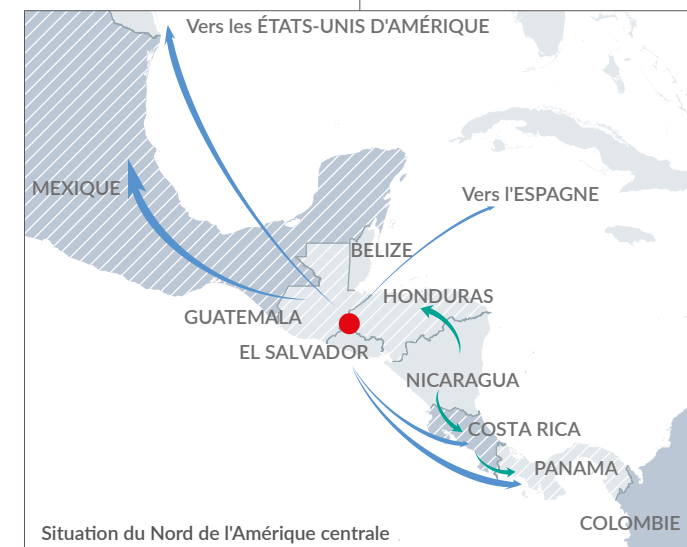 Vers les ÉTATS-UNIS D'AMÉRIQUE
MEXIQUE
Vers l'ESPAGNE
BELIZE
HONDURAS
GUATEMALA
EL SALVADOR
NICARAGUA
COSTA RICA
PANAMA
COLOMBIE
Situation du Nord de l'Amérique centrale